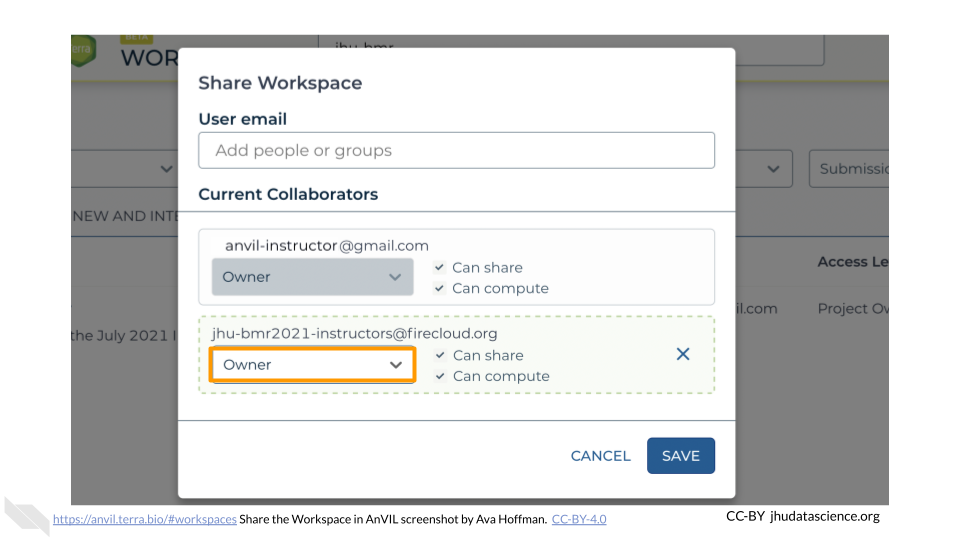 erra
BETA
WOR
jhu-bmr
Share Workspace
User email
Add people or groups
Submissio
Current Collaborators
NEW AND INTE
anvil-instructor@gmail.com
Owner
Can share
Can compute
Access Le
il.com
Project Ow
jhu-bmr2021-instructors@firecloud.org
the July 2021 I
Owner
Can share
Can compute
CANCEL
SAVE
https://anvil.terra.bio/#workspaces Share the Workspace in AnVIL screenshot by Ava Hoffman. CC-BY-4.0
CC-BY jhudatascience.org